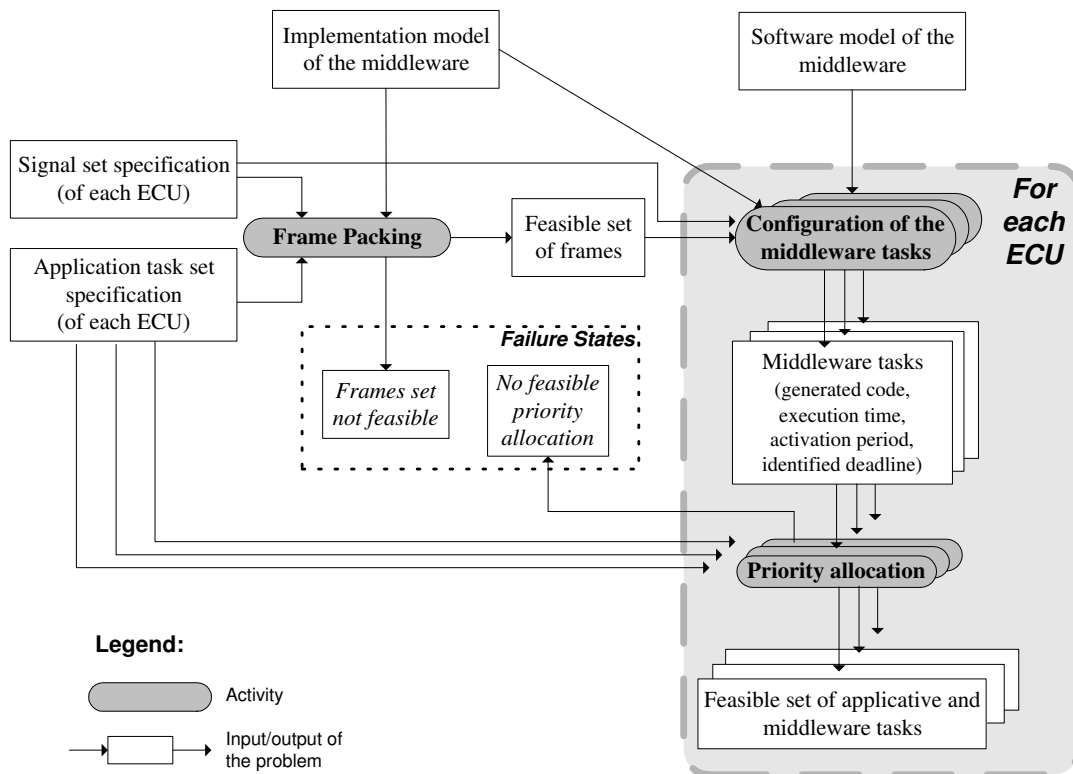 Implementation model
of the middleware
Software model of the
middleware
Signal set specification
(of each ECU)
For
each
ECU
Frame Packing
Feasible set
of frames
Configuration of the
middleware tasks
Application task set
specification
(of each ECU)
Failure States
Frames set
not feasible
No feasible
priority
allocation
Middleware tasks
(generated code,
execution time,
activation period,
identified deadline)
Priority allocation
Legend:
Activity
Input/output of
the problem
Feasible set of applicative and
middleware tasks